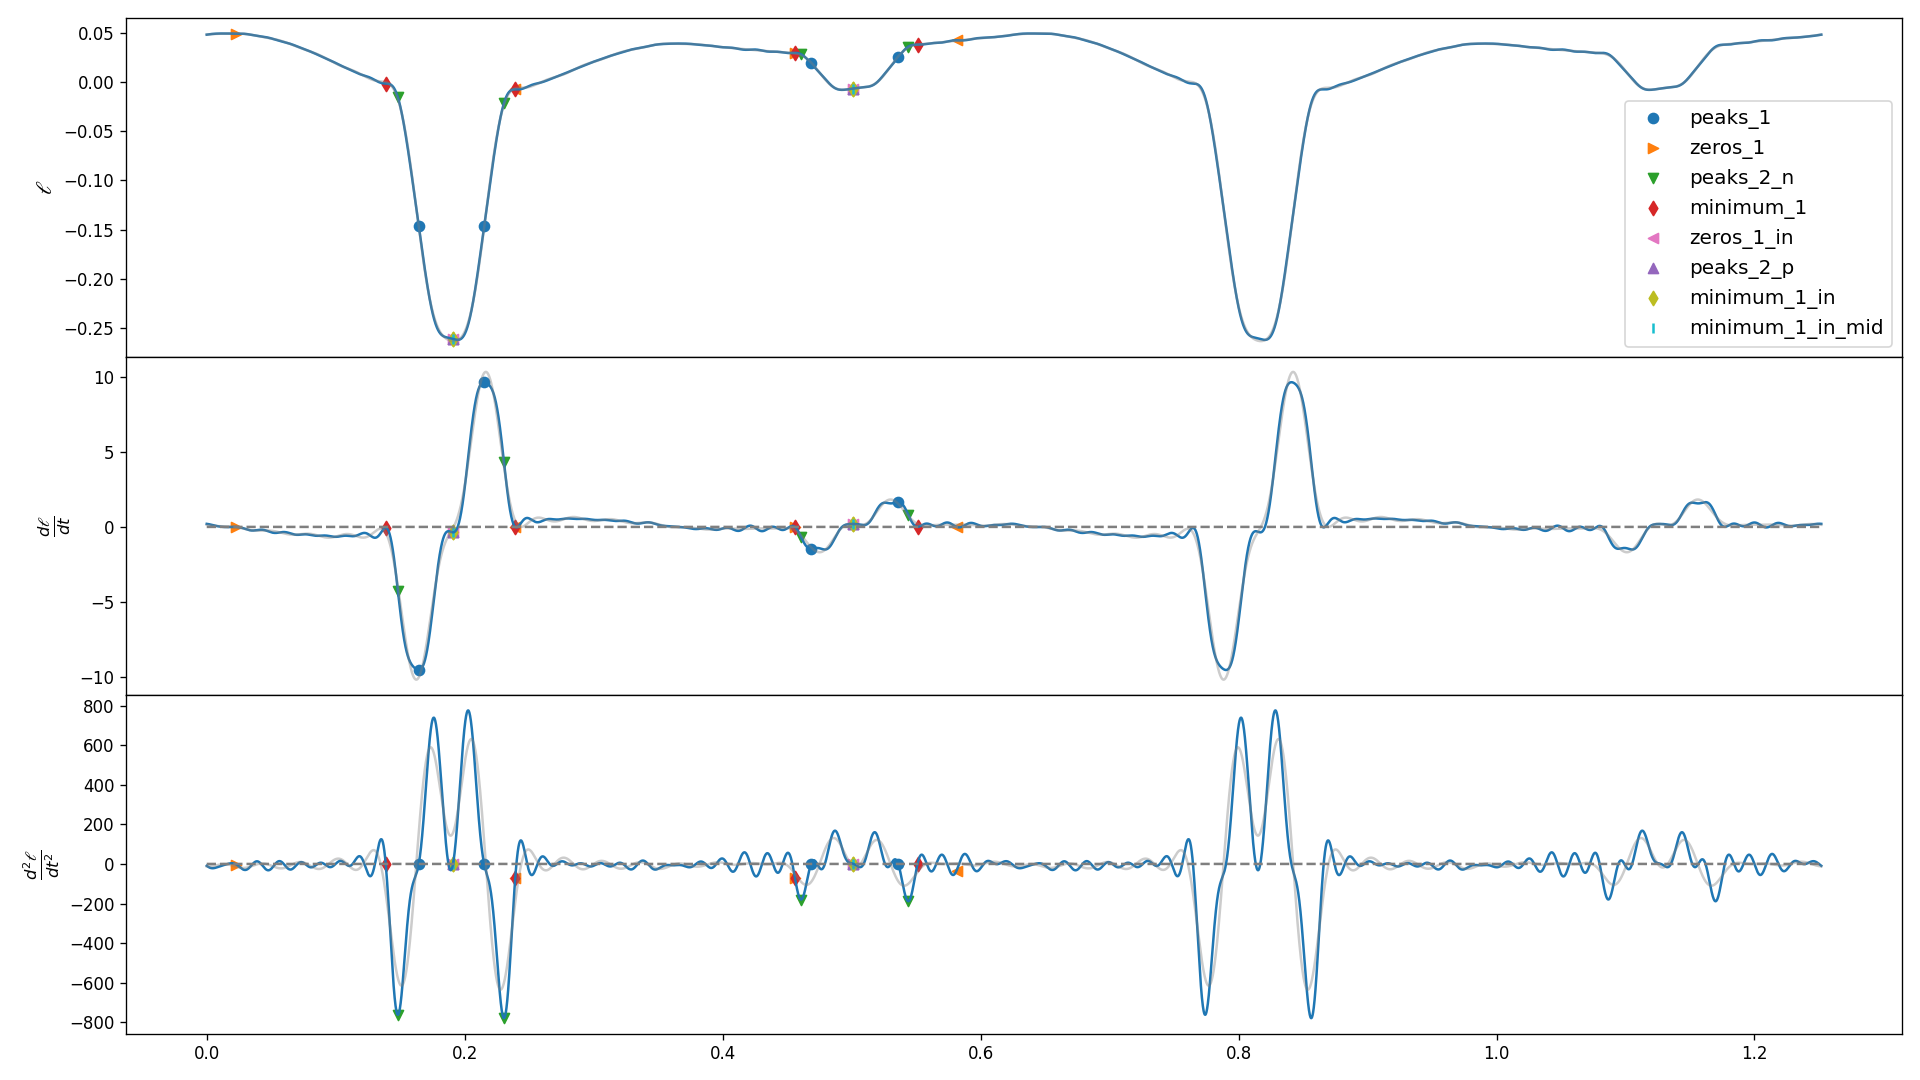 0.05
0.00
−0.05
−0.10
−0.15
−0.20
−0.25
ℓ
peaks_1
zeros_1
peaks_2_n
minimum_1
zeros_1_in
peaks_2_p
minimum_1_in
minimum_1_in_mid
10
5
0
−5
−10
dℓ
dt
800
600
400
200
0
−200
−400
−600
−800
d²ℓ
dt²
0.0 0.2 0.4 0.6 0.8 1.0 1.2